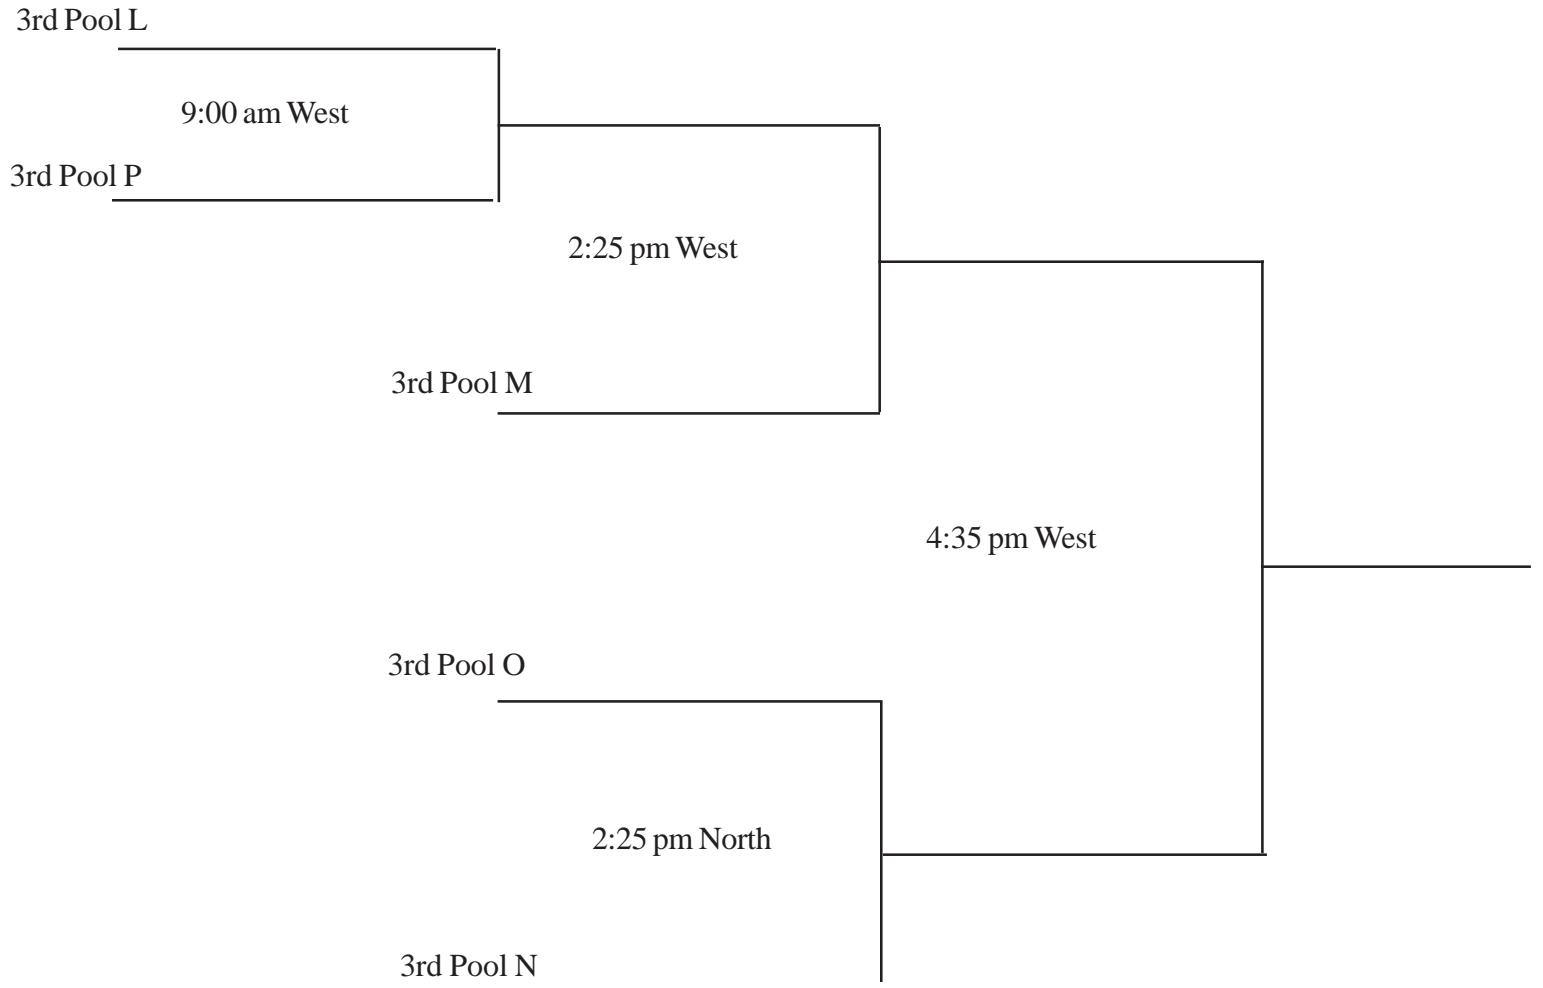 3rd Pool L
9:00 am West
3rd Pool P
2:25 pm West
3rd Pool M
4:35 pm West
3rd Pool O
2:25 pm North
3rd Pool N